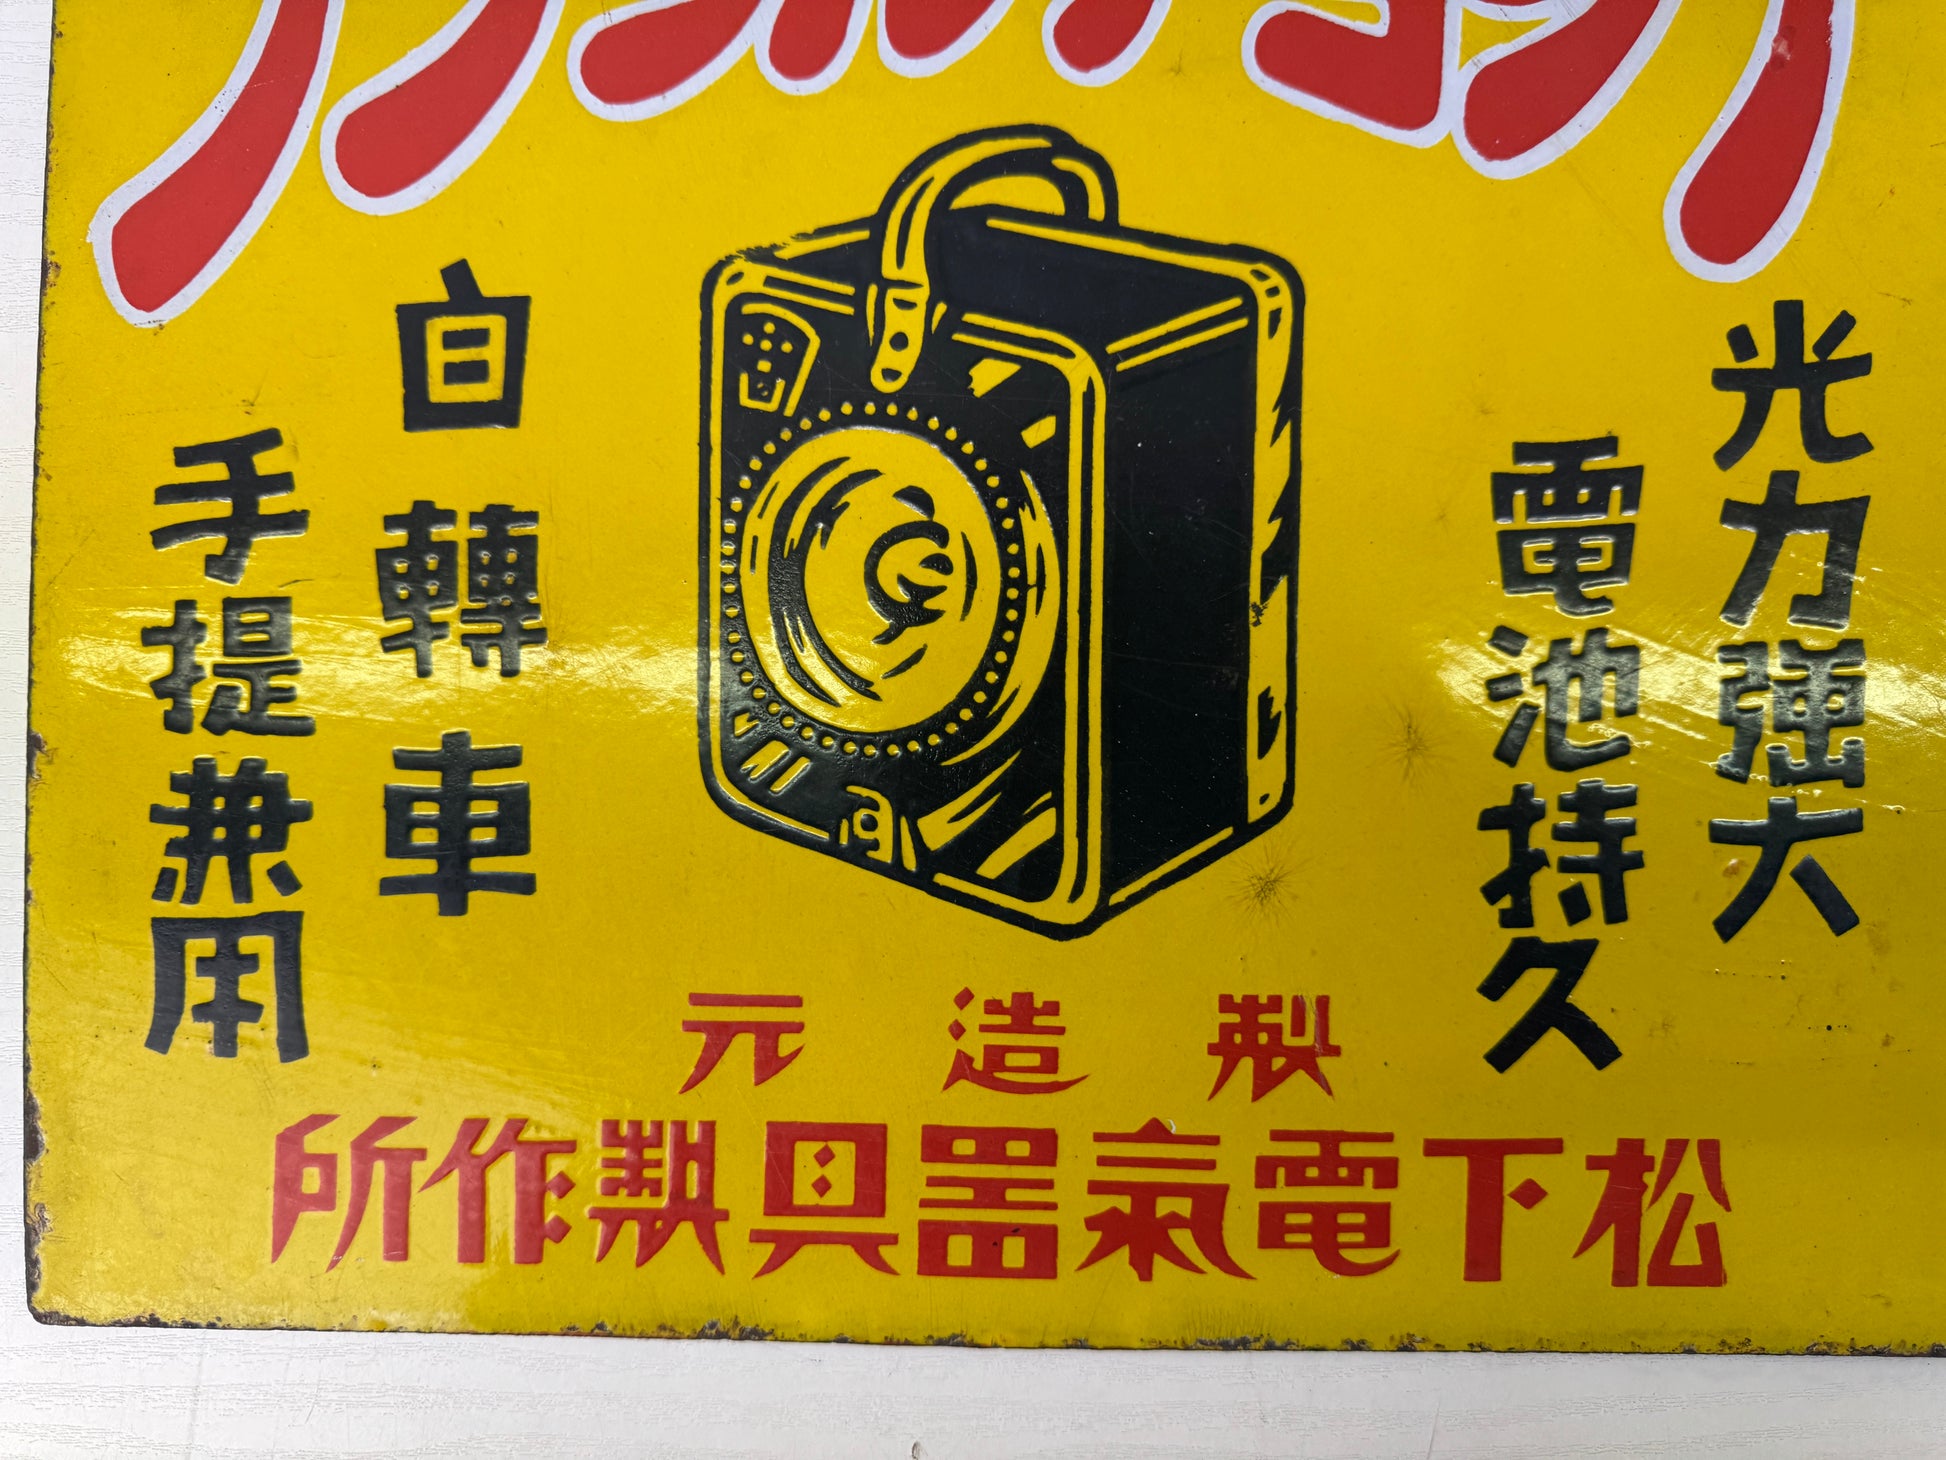 光力強大
電池持久
自轉車
手提兼用
製造元
松下電氣器具製作所